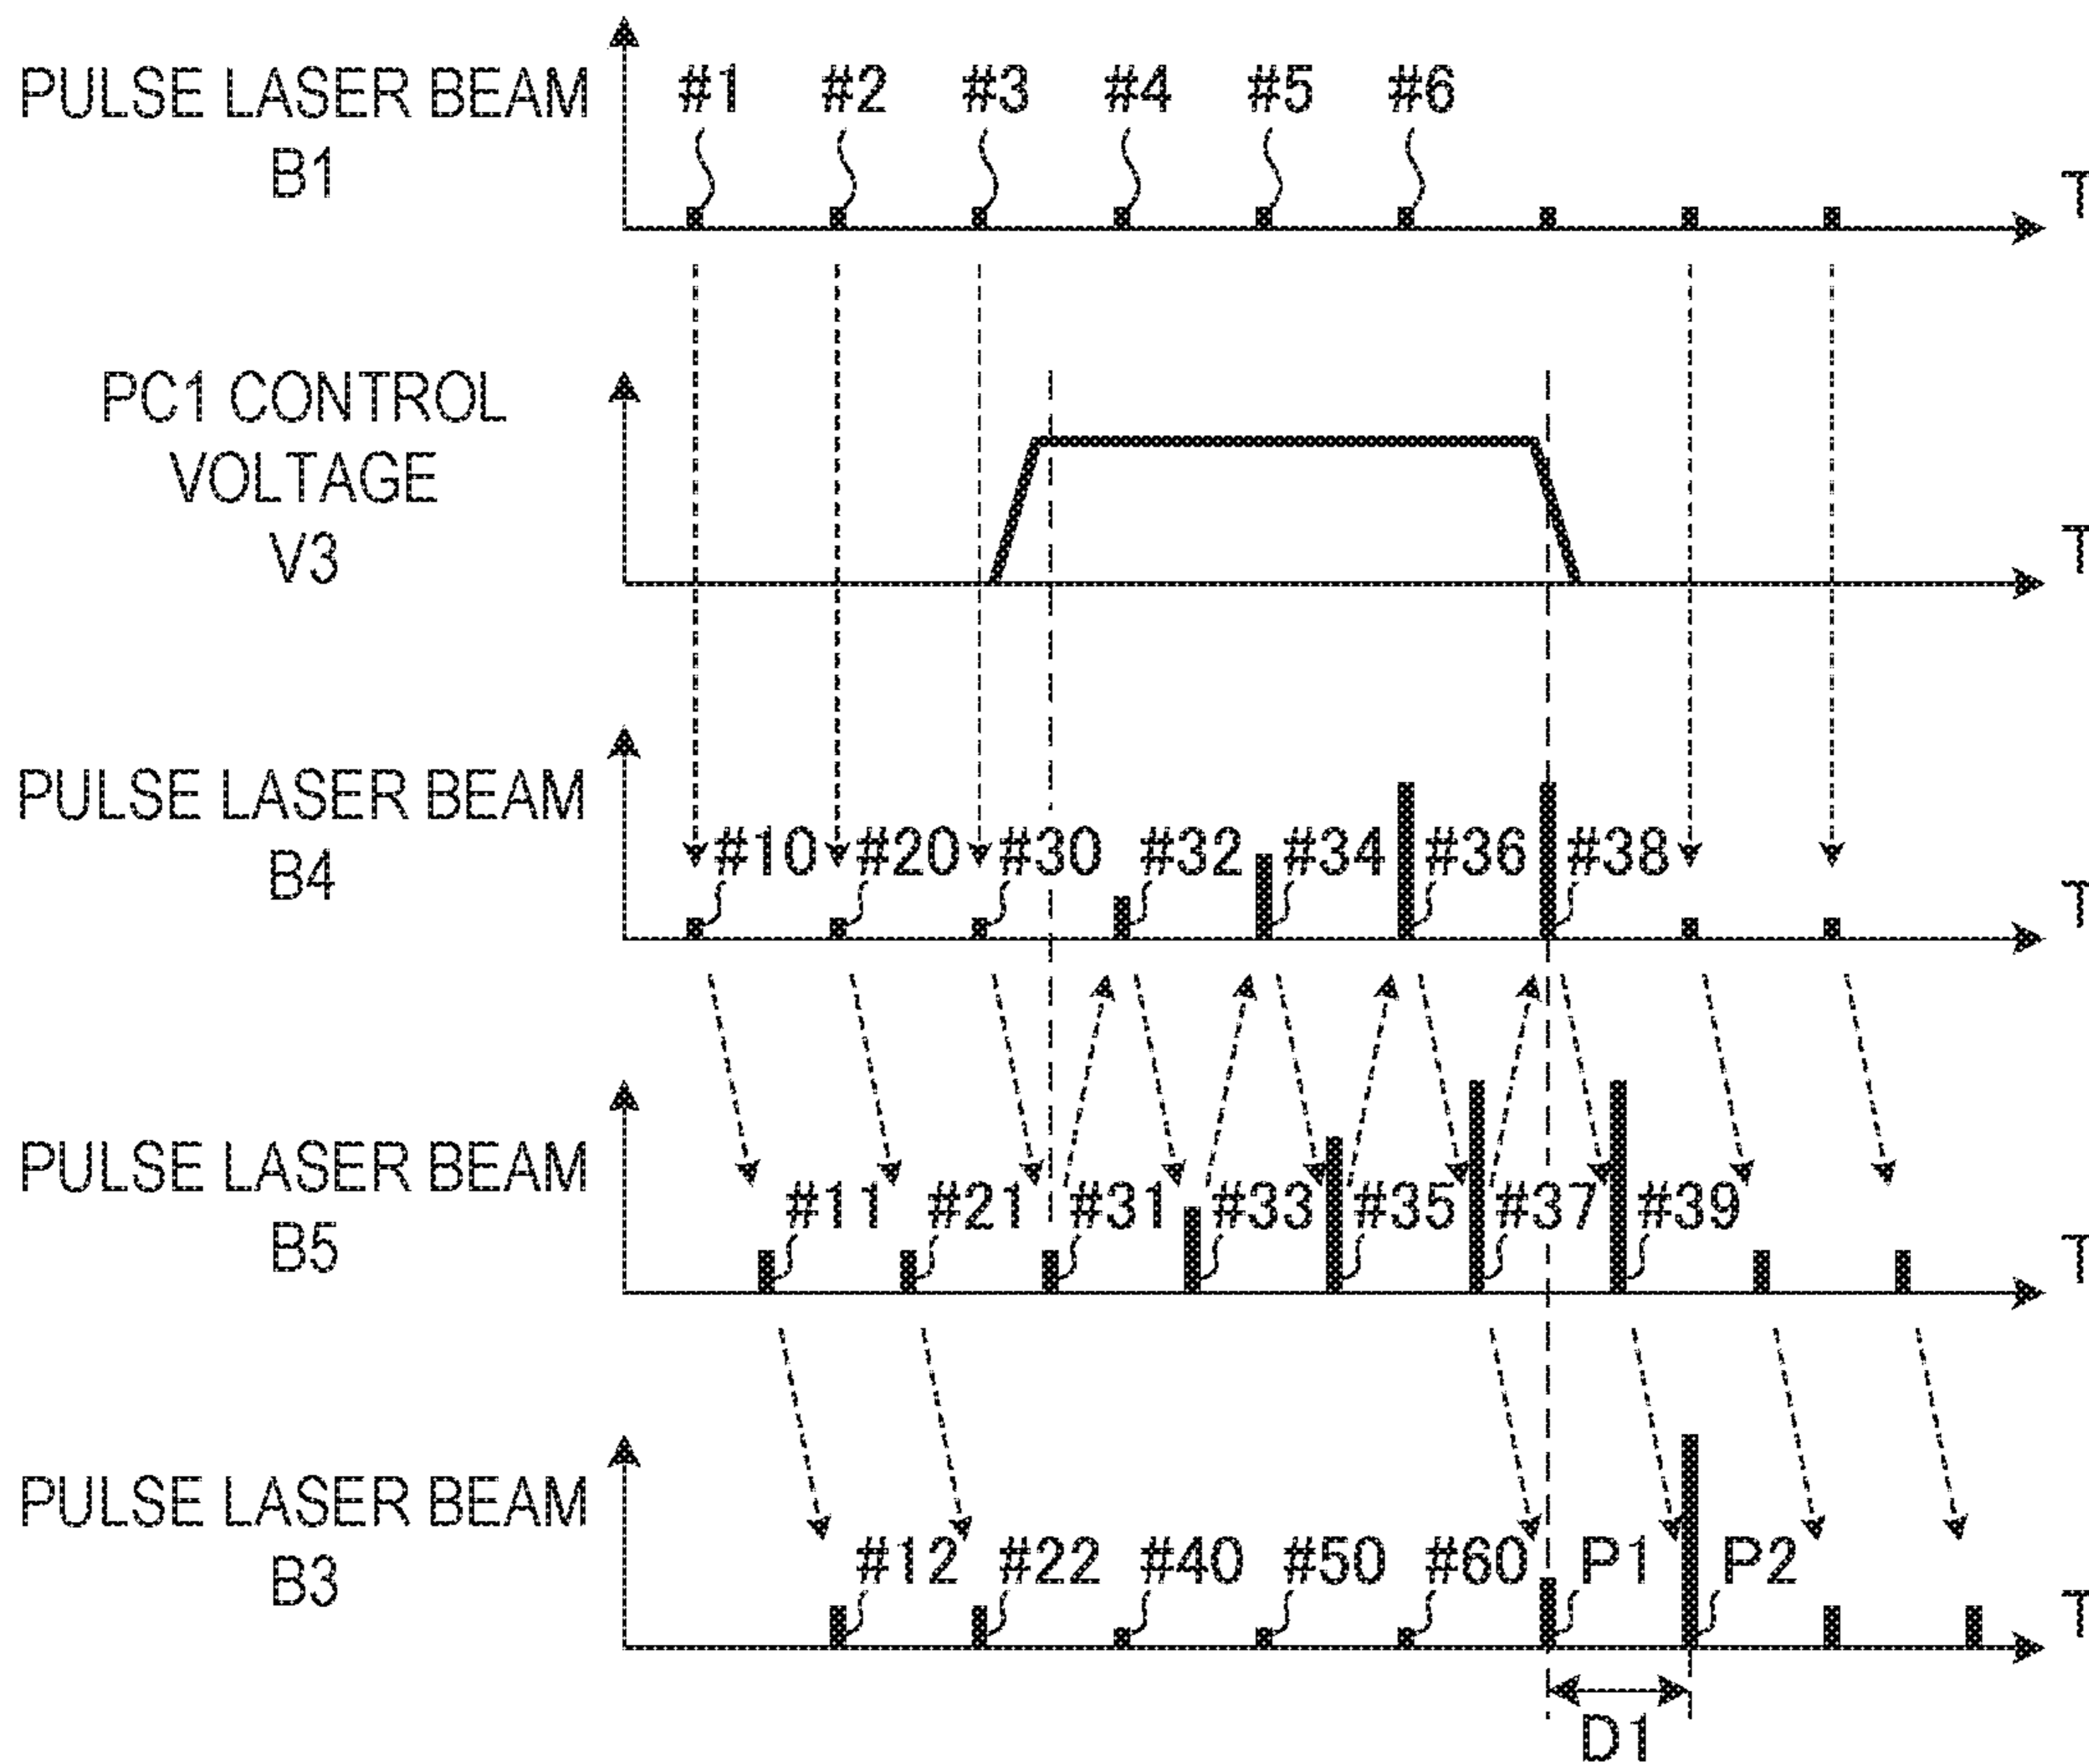 PULSE LASER BEAM
B1
#1 #2 #3 #4 #5 #6
T
PC1 CONTROL
VOLTAGE
V3
T
PULSE LASER BEAM
B4
#10 #20 #30 #32 #34 #36 #38
T
PULSE LASER BEAM
B5
#11 #21 #31 #33 #35 #37 #39
T
PULSE LASER BEAM
B3
#12 #22 #40 #50 #60 P1 P2
T
D1